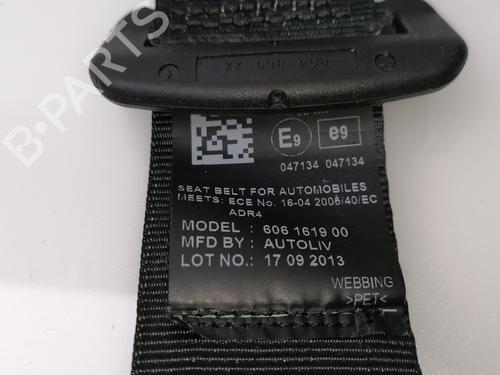 B-PARTS
E9 e9
047134 047134
SEAT BELT FOR AUTOMOBILES
MEETS: ECE No. 16-04 2005/40/EC
ADR4
MODEL : 606 1619 00
MFD BY : AUTOLIV
LOT NO.: 17 09 2013
WEBBING
>PET<